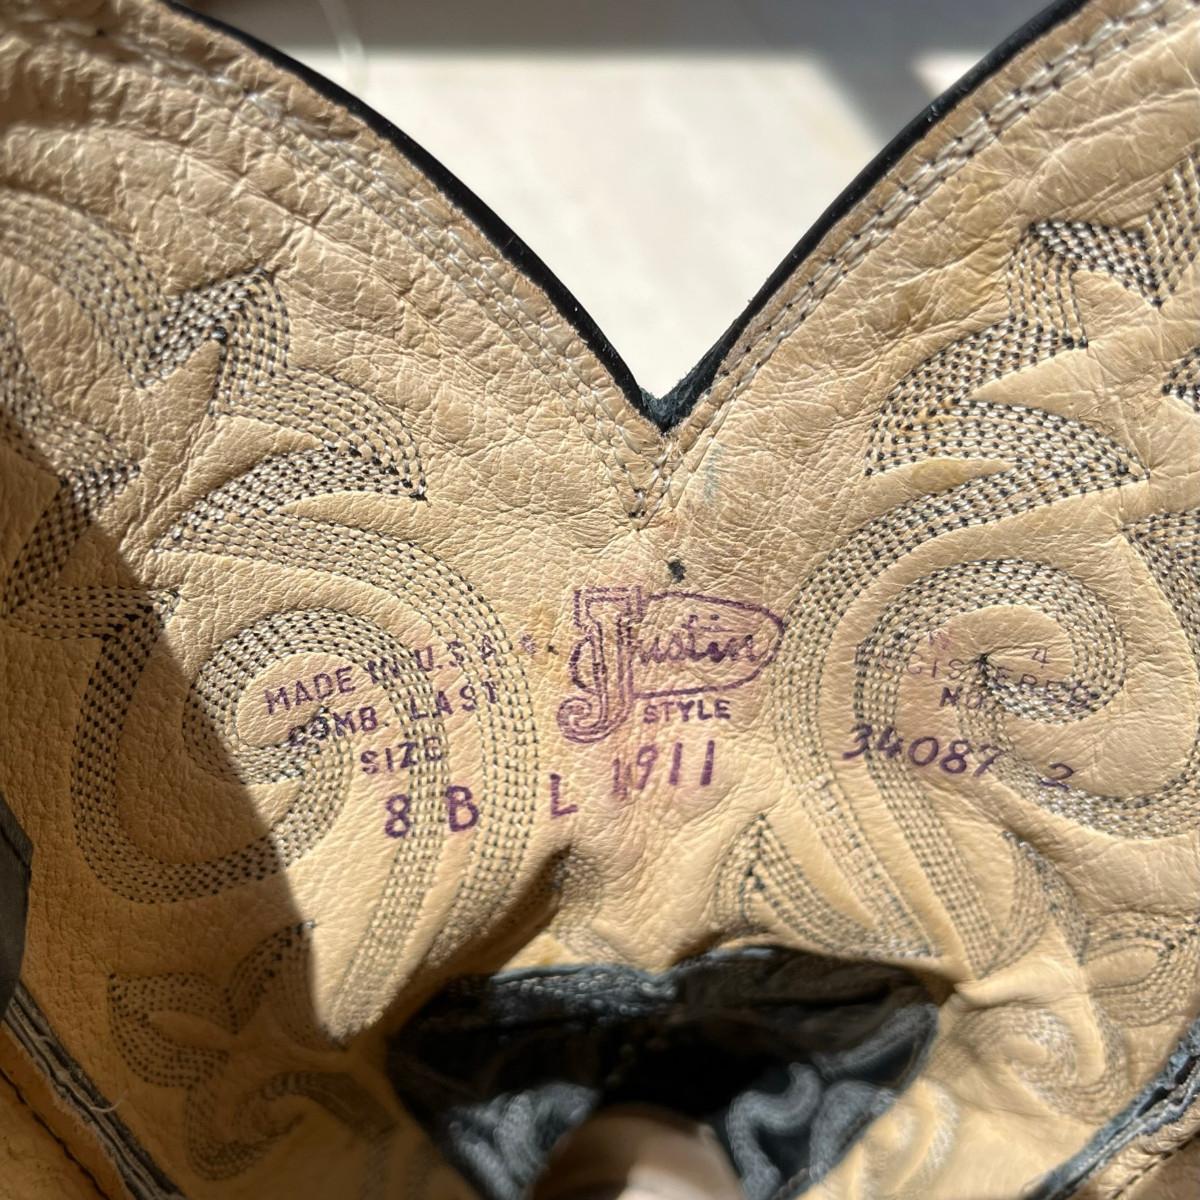 MADE IN U.S.A.
COMB. LAST
SIZE
8 B
Justin
STYLE
L 1911
REGISTERED
NO.
34087 2